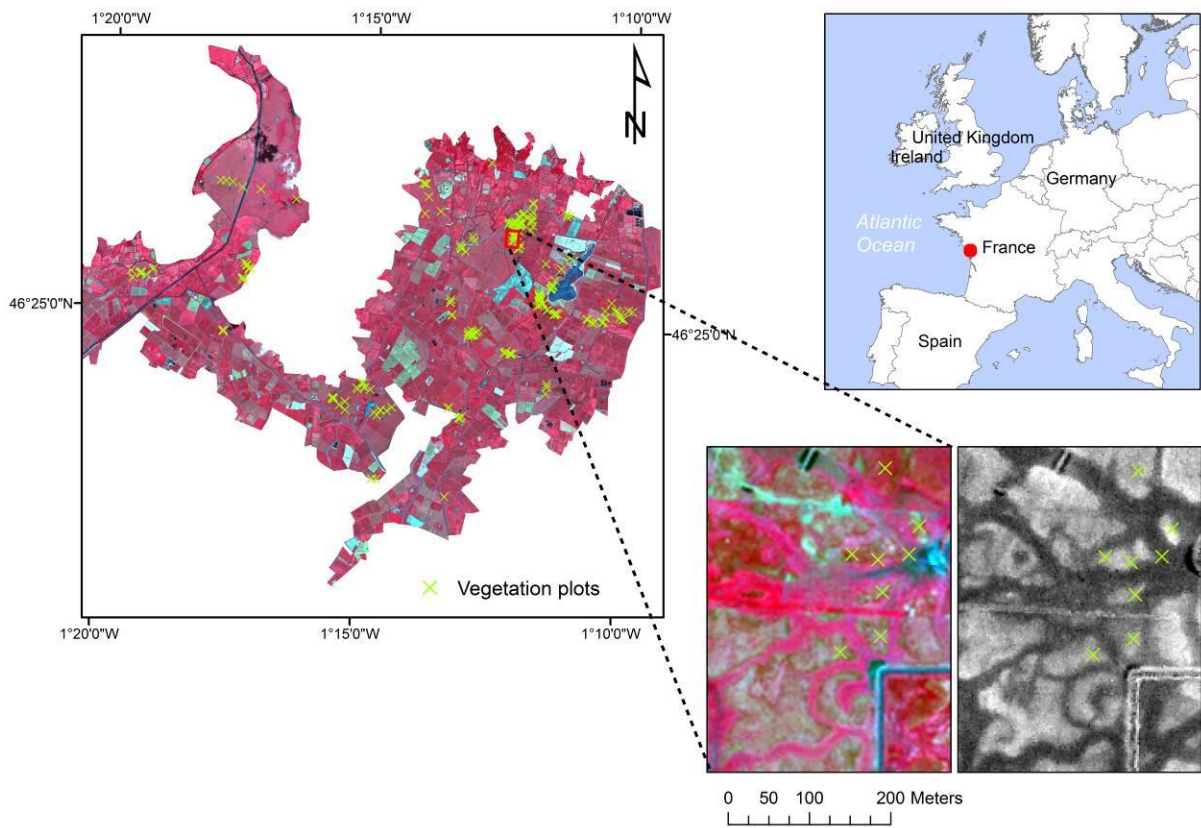 1°20'0"W 1°15'0"W 1°10'0"W
N
46°25'0"N
46°25'0"N
Vegetation plots
1°20'0"W 1°15'0"W 1°10'0"W
United Kingdom
Ireland
Germany
Atlantic
Ocean
France
Spain
0 50 100 200 Meters